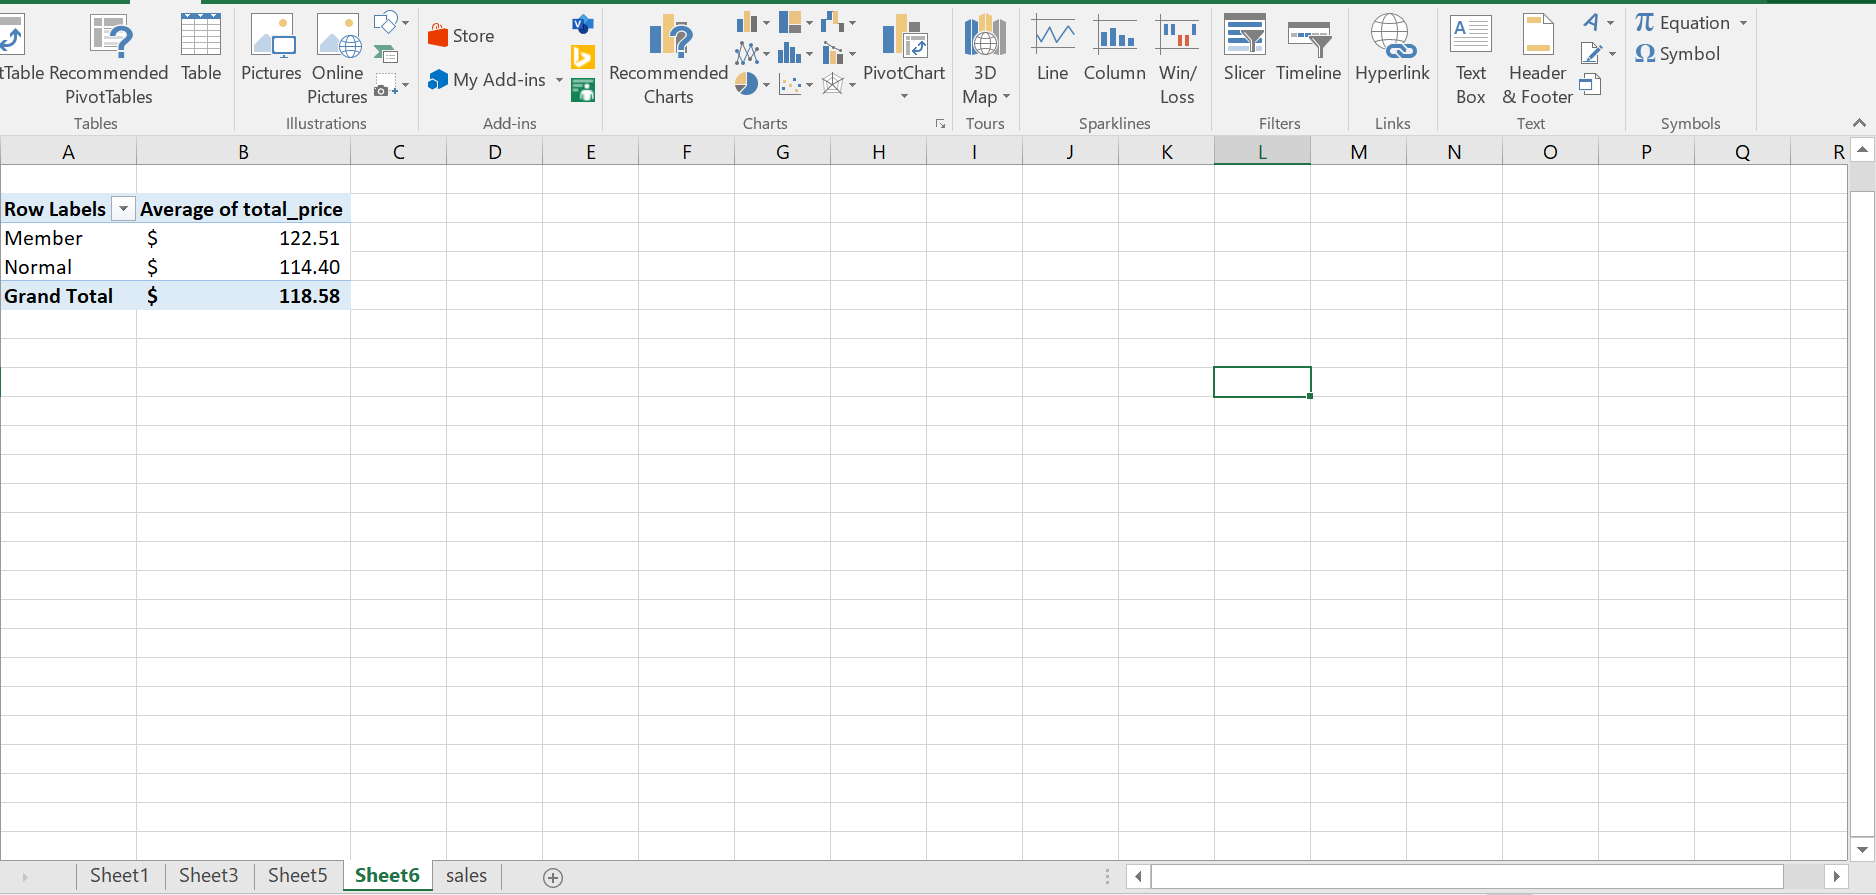 tTable Recommended PivotTables Table
Tables
Pictures Online Pictures
Illustrations
Store
My Add-ins
Add-ins
Recommended Charts
PivotChart
Charts
3D Map
Tours
Line Column Win/ Loss
Sparklines
Slicer Timeline
Filters
Hyperlink
Links
Text Box Header & Footer
Text
π Equation
Ω Symbol
Symbols
A B C D E F G H I J K L M N O P Q R
Row Labels Average of total_price
Member $ 122.51
Normal $ 114.40
Grand Total $ 118.58
Sheet1 Sheet3 Sheet5 Sheet6 sales